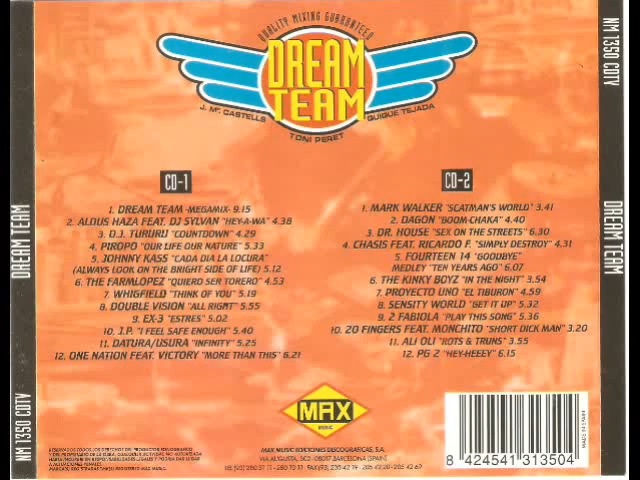 QUALITY MIXING GUARANTEED
DREAM
TEAM
J. Mª. CASTELLS
TONI PERET
QUIQUE TEJADA
NM 1350 CDTV
DREAM TEAM
DREAM TEAM
NM 1350 CDTV
CD-1
1. DREAM TEAM -MEGAMIX- 9.15
2. ALDUS HAZA FEAT. DJ SYLVAN "HEY-A-WA" 4.38
3. D.J. TURURU "COUNTDOWN" 4.29
4. PIROPO "OUR LIFE OUR NATURE" 5.33
5. JOHNNY KASS "CADA DIA LA LOCURA"
(ALWAYS LOOK ON THE BRIGHT SIDE OF LIFE) 5.12
6. THE FARMLOPEZ "QUIERO SER TORERO" 4.53
7. WHIGFIELD "THINK OF YOU" 5.19
8. DOUBLE VISION "ALL RIGHT" 5.55
9. EX-3 "ESTRES" 5.02
10. J.P. "I FEEL SAFE ENOUGH" 5.40
11. DATURA/USURA "INFINITY" 5.25
12. ONE NATION FEAT. VICTORY "MORE THAN THIS" 6.21
CD-2
1. MARK WALKER "SCATMAN'S WORLD" 3.41
2. DAGON "BOOM-CHAKA" 4.40
3. DR. HOUSE "SEX ON THE STREETS" 6.30
4. CHASIS FEAT. RICARDO F. "SIMPLY DESTROY" 4.31
5. FOURTEEN 14 "GOODBYE"
MEDLEY "TEN YEARS AGO" 6.07
6. THE KINKY BOYZ "IN THE NIGHT" 3.54
7. PROYECTO UNO "EL TIBURON" 4.59
8. SENSITY WORLD "GET IT UP" 5.32
9. 2 FABIOLA "PLAY THIS SONG" 5.36
10. 20 FINGERS FEAT. MONCHITO "SHORT DICK MAN" 3.20
11. ALI OLI "ROTS & TRUNS" 3.55
12. PG 2 "HEY-HEEEY" 6.15
MAX
MUSIC
MAX MUSIC EDICIONES DISCOGRAFICAS, S.A.
VIA AUGUSTA, 08017 BARCELONA (SPAIN)
MADE IN SPAIN
8 424541 313504